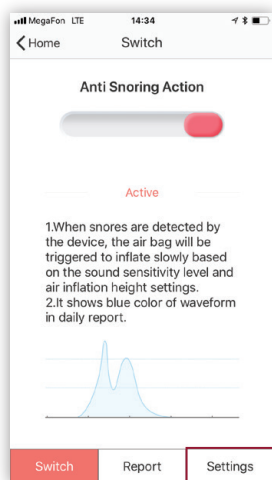 MegaFon LTE 14:34
Home Switch
Anti Snoring Action
Active
1.When snores are detected by
the device, the air bag will be
triggered to inflate slowly based
on the sound sensitivity level and
air inflation height settings.
2.It shows blue color of waveform
in daily report.
Switch Report Settings